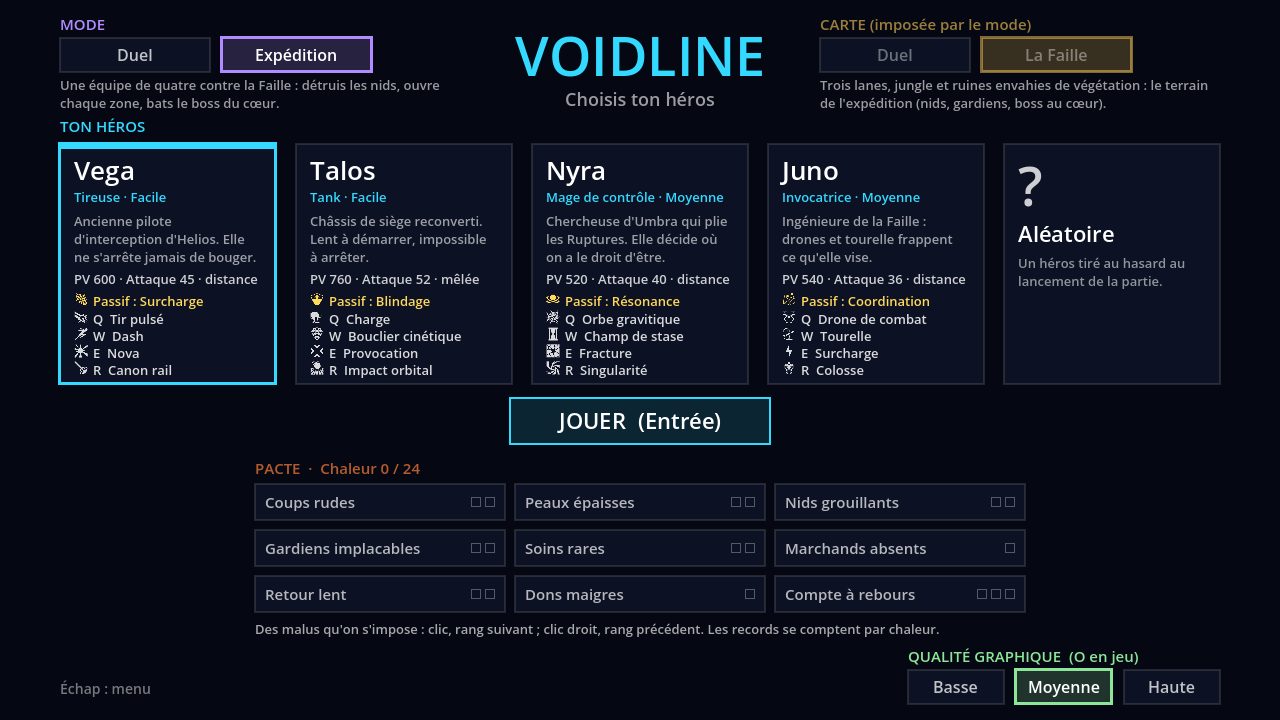 MODE
Duel
Expédition
Une équipe de quatre contre la Faille : détruis les nids, ouvre
chaque zone, bats le boss du cœur.
VOIDLINE
Choisis ton héros
CARTE (imposée par le mode)
Duel
La Faille
Trois lanes, jungle et ruines envahies de végétation : le terrain
de l'expédition (nids, gardiens, boss au cœur).
TON HÉROS
Vega
Tireuse · Facile
Ancienne pilote
d'interception d'Helios. Elle
ne s'arrête jamais de bouger.
PV 600 · Attaque 45 · distance
Passif : Surcharge
Q Tir pulsé
W Dash
E Nova
R Canon rail
Talos
Tank · Facile
Châssis de siège reconverti.
Lent à démarrer, impossible
à arrêter.
PV 760 · Attaque 52 · mêlée
Passif : Blindage
Q Charge
W Bouclier cinétique
E Provocation
R Impact orbital
Nyra
Mage de contrôle · Moyenne
Chercheuse d'Umbra qui plie
les Ruptures. Elle décide où
on a le droit d'être.
PV 520 · Attaque 40 · distance
Passif : Résonance
Q Orbe gravitique
W Champ de stase
E Fracture
R Singularité
Juno
Invocatrice · Moyenne
Ingénieure de la Faille :
drones et tourelle frappent
ce qu'elle vise.
PV 540 · Attaque 36 · distance
Passif : Coordination
Q Drone de combat
W Tourelle
E Surcharge
R Colosse
?
Aléatoire
Un héros tiré au hasard au
lancement de la partie.
JOUER (Entrée)
PACTE · Chaleur 0 / 24
Coups rudes
Peaux épaisses
Nids grouillants
Gardiens implacables
Soins rares
Marchands absents
Retour lent
Dons maigres
Compte à rebours
Des malus qu'on s'impose : clic, rang suivant ; clic droit, rang précédent. Les records se comptent par chaleur.
QUALITÉ GRAPHIQUE (O en jeu)
Échap : menu
Basse
Moyenne
Haute